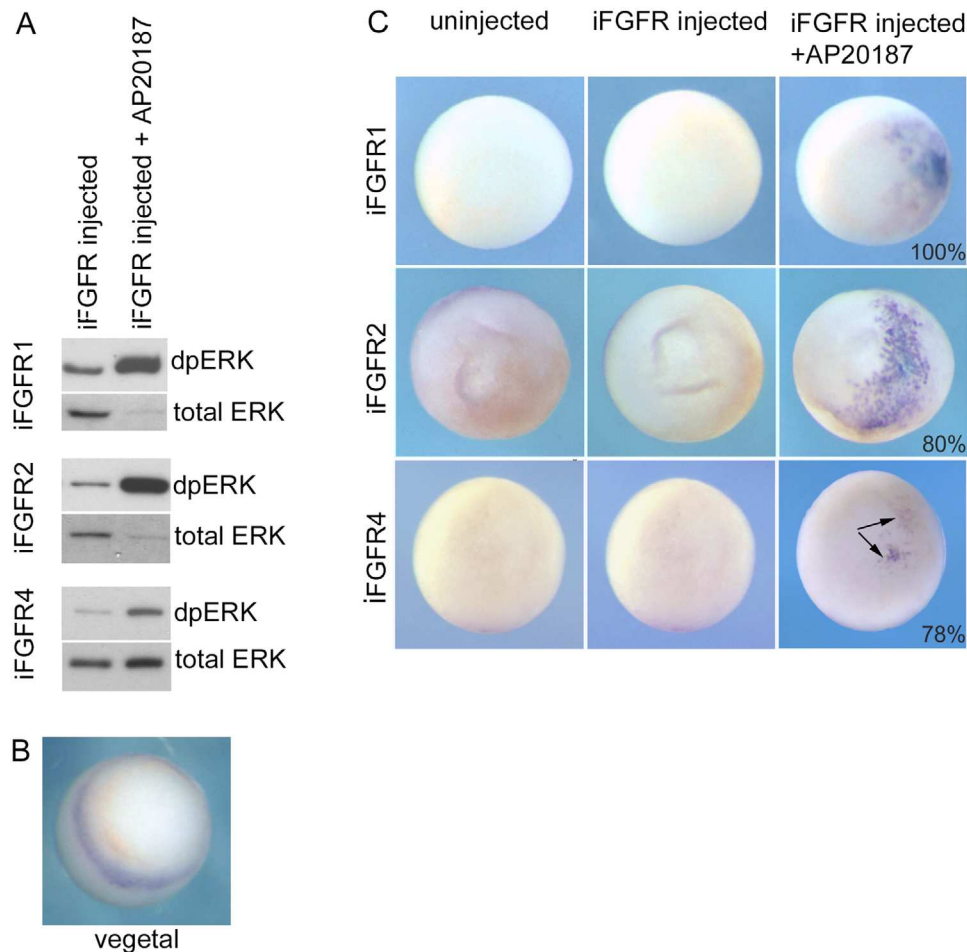 A
iFGFR injected
iFGFR injected + AP20187
iFGFR1
dpERK
total ERK
iFGFR2
dpERK
total ERK
iFGFR4
dpERK
total ERK
B
vegetal
C
uninjected
iFGFR injected
iFGFR injected
+AP20187
iFGFR1
100%
iFGFR2
80%
iFGFR4
78%